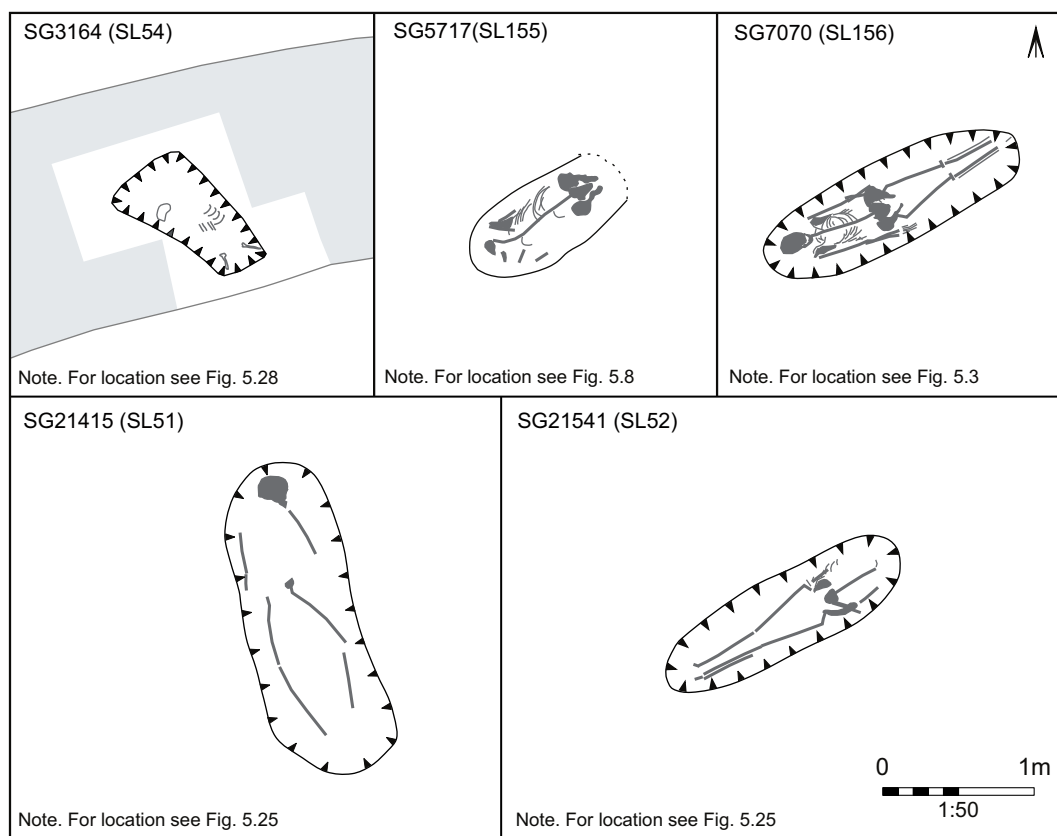 SG3164 (SL54)
Note. For location see Fig. 5.28
SG5717(SL155)
Note. For location see Fig. 5.8
SG7070 (SL156)
Note. For location see Fig. 5.3
SG21415 (SL51)
Note. For location see Fig. 5.25
SG21541 (SL52)
Note. For location see Fig. 5.25
0 1m
1:50